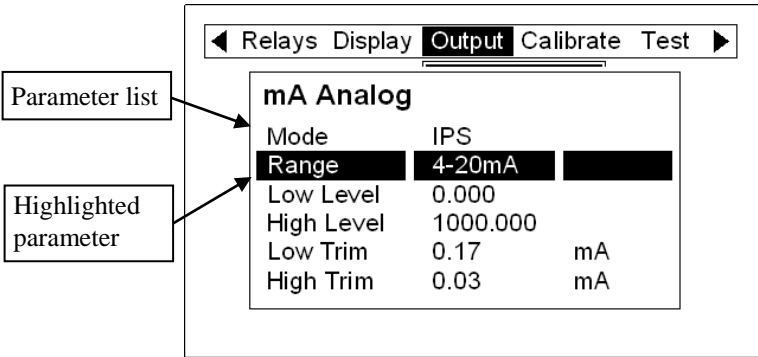 Relays Display Output Calibrate Test
Parameter list
mA Analog
Mode IPS
Range 4-20mA
Highlighted
parameter
Low Level 0.000
High Level 1000.000
Low Trim 0.17 mA
High Trim 0.03 mA